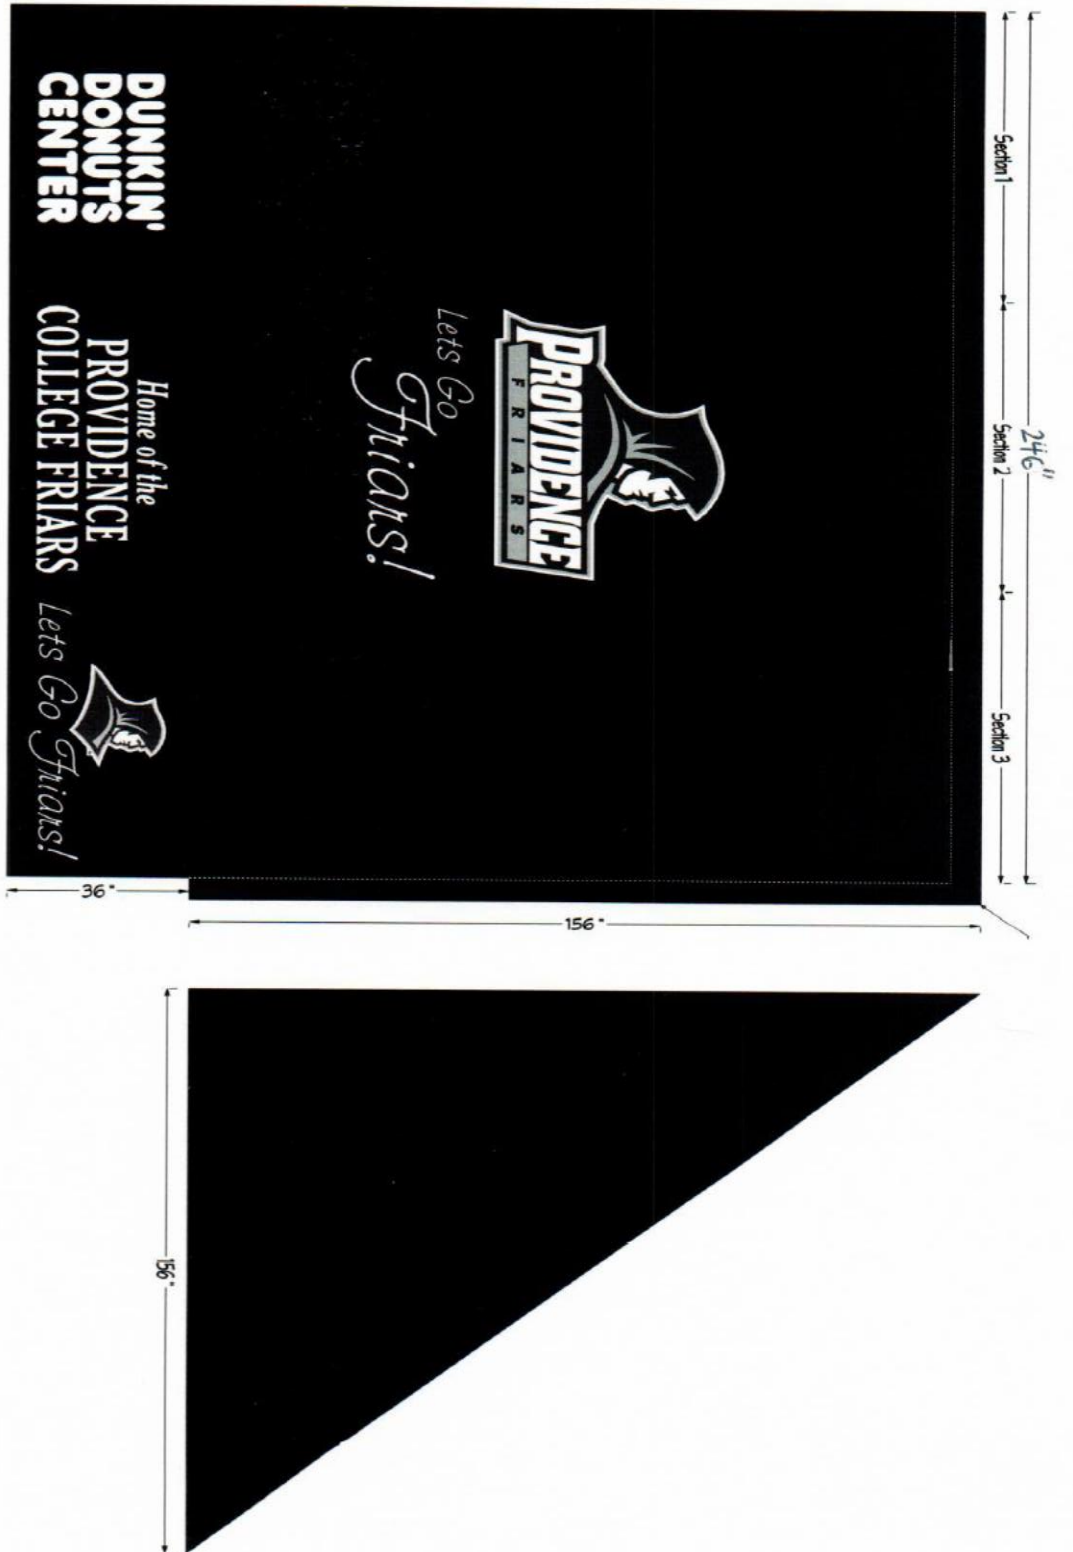 246"
Section 1
Section 2
Section 3
PROVIDENCE
FRIARS
Lets Go
Friars!
DUNKIN'
DONUTS
CENTER
Home of the
PROVIDENCE
COLLEGE FRIARS
Lets Go Friars!
36"
156"
156"